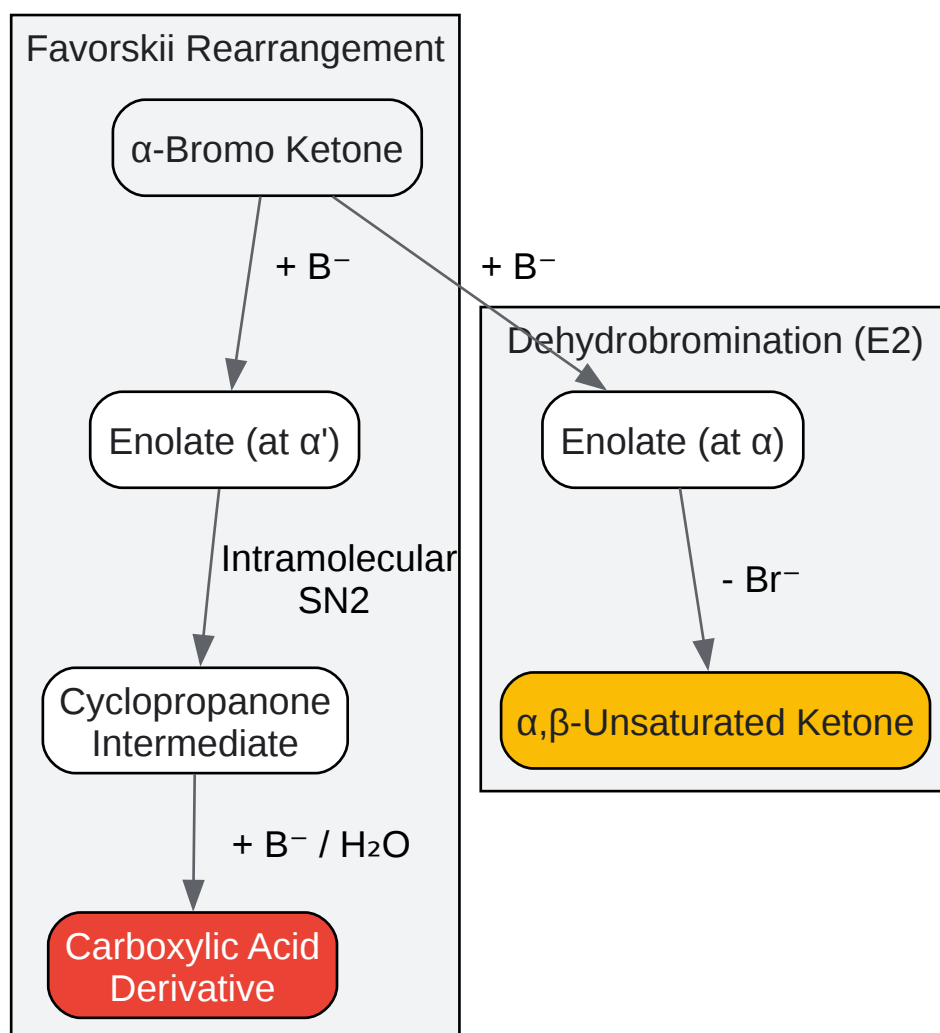 Favorskii Rearrangement
α-Bromo Ketone
+ B⁻
+ B⁻
Dehydrobromination (E2)
Enolate (at α')
Enolate (at α)
Intramolecular
SN2
- Br⁻
Cyclopropanone
Intermediate
α,β-Unsaturated Ketone
+ B⁻ / H₂O
Carboxylic Acid
Derivative